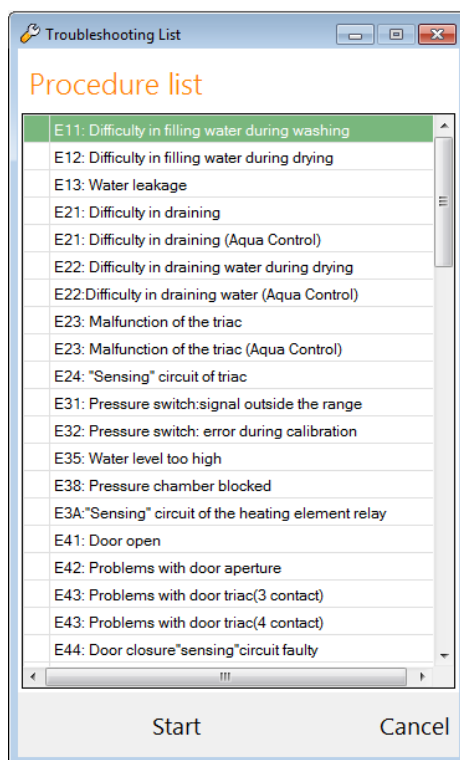 Troubleshooting List
Procedure list
E11: Difficulty in filling water during washing
E12: Difficulty in filling water during drying
E13: Water leakage
E21: Difficulty in draining
E21: Difficulty in draining (Aqua Control)
E22: Difficulty in draining water during drying
E22:Difficulty in draining water (Aqua Control)
E23: Malfunction of the triac
E23: Malfunction of the triac (Aqua Control)
E24: "Sensing" circuit of triac
E31: Pressure switch:signal outside the range
E32: Pressure switch: error during calibration
E35: Water level too high
E38: Pressure chamber blocked
E3A:"Sensing" circuit of the heating element relay
E41: Door open
E42: Problems with door aperture
E43: Problems with door triac(3 contact)
E43: Problems with door triac(4 contact)
E44: Door closure"sensing"circuit faulty
Start Cancel